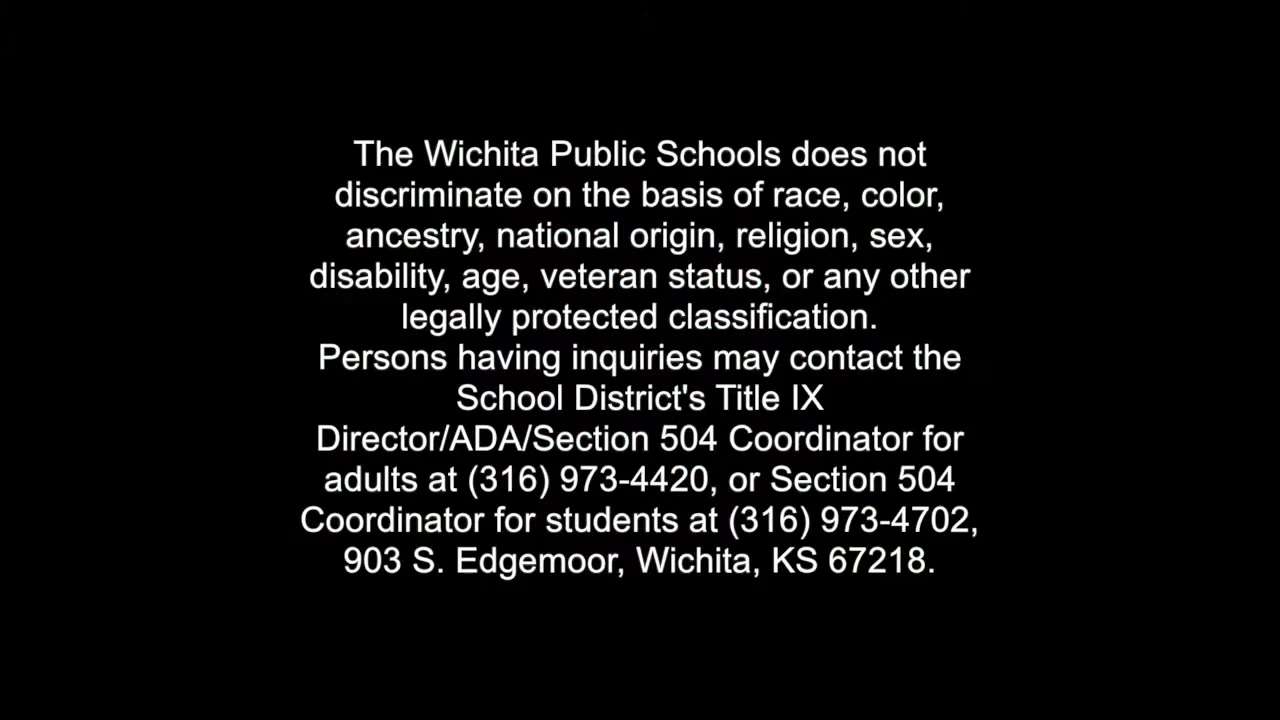 The Wichita Public Schools does not
discriminate on the basis of race, color,
ancestry, national origin, religion, sex,
disability, age, veteran status, or any other
legally protected classification.
Persons having inquiries may contact the
School District's Title IX
Director/ADA/Section 504 Coordinator for
adults at (316) 973-4420, or Section 504
Coordinator for students at (316) 973-4702,
903 S. Edgemoor, Wichita, KS 67218.